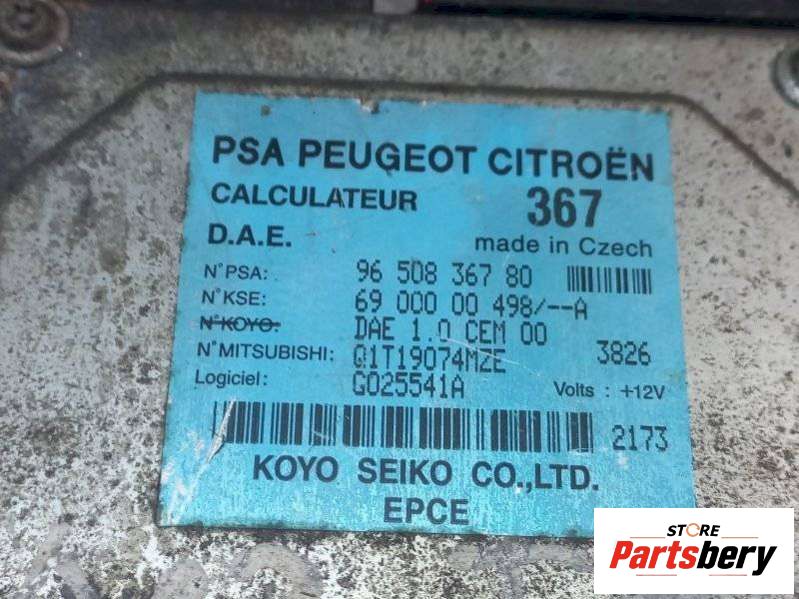 PSA PEUGEOT CITROËN
CALCULATEUR 367
D.A.E. made in Czech
N°PSA: 96 508 367 80
N°KSE: 69 000 00 498/--A
N°KOYO: DAE 1.0 CEM 00
N°MITSUBISHI: Q1T19074MZE 3826
Logiciel: G025541A Volts : +12V
2173
KOYO SEIKO CO.,LTD.
EPCE
STORE
Partsbery